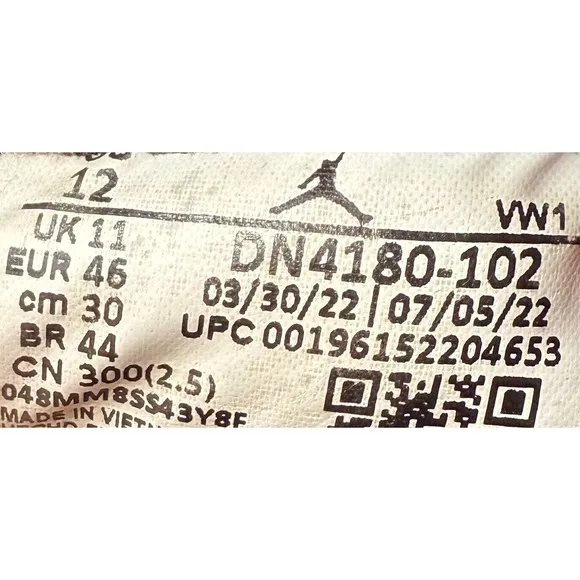 12
VW1
UK 11
DN4180-102
EUR 46
03/30/22 | 07/05/22
cm 30
UPC 00196152204653
BR 44
CN 300(2.5)
048MM8SS43Y8F
MADE IN VIETN